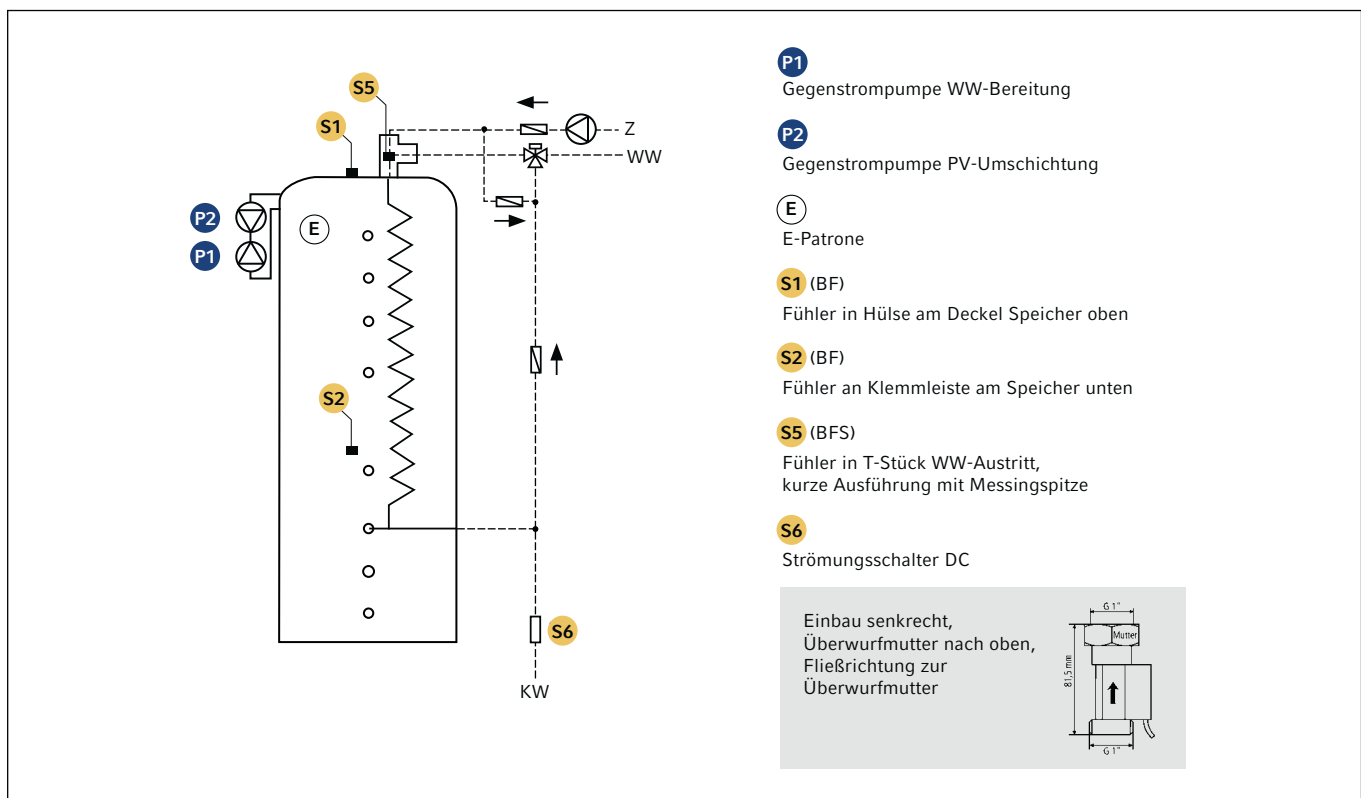 S5
S1
Z
WW
P2
E
P1
S2
S6
KW
P1
Gegenstrompumpe WW-Bereitung
P2
Gegenstrompumpe PV-Umschichtung
E
E-Patrone
S1 (BF)
Fühler in Hülse am Deckel Speicher oben
S2 (BF)
Fühler an Klemmleiste am Speicher unten
S5 (BFS)
Fühler in T-Stück WW-Austritt,
kurze Ausführung mit Messingspitze
S6
Strömungsschalter DC
Einbau senkrecht,
Überwurfmutter nach oben,
Fließrichtung zur
Überwurfmutter
G 1"
Mutter
81,5 mm
G 1"